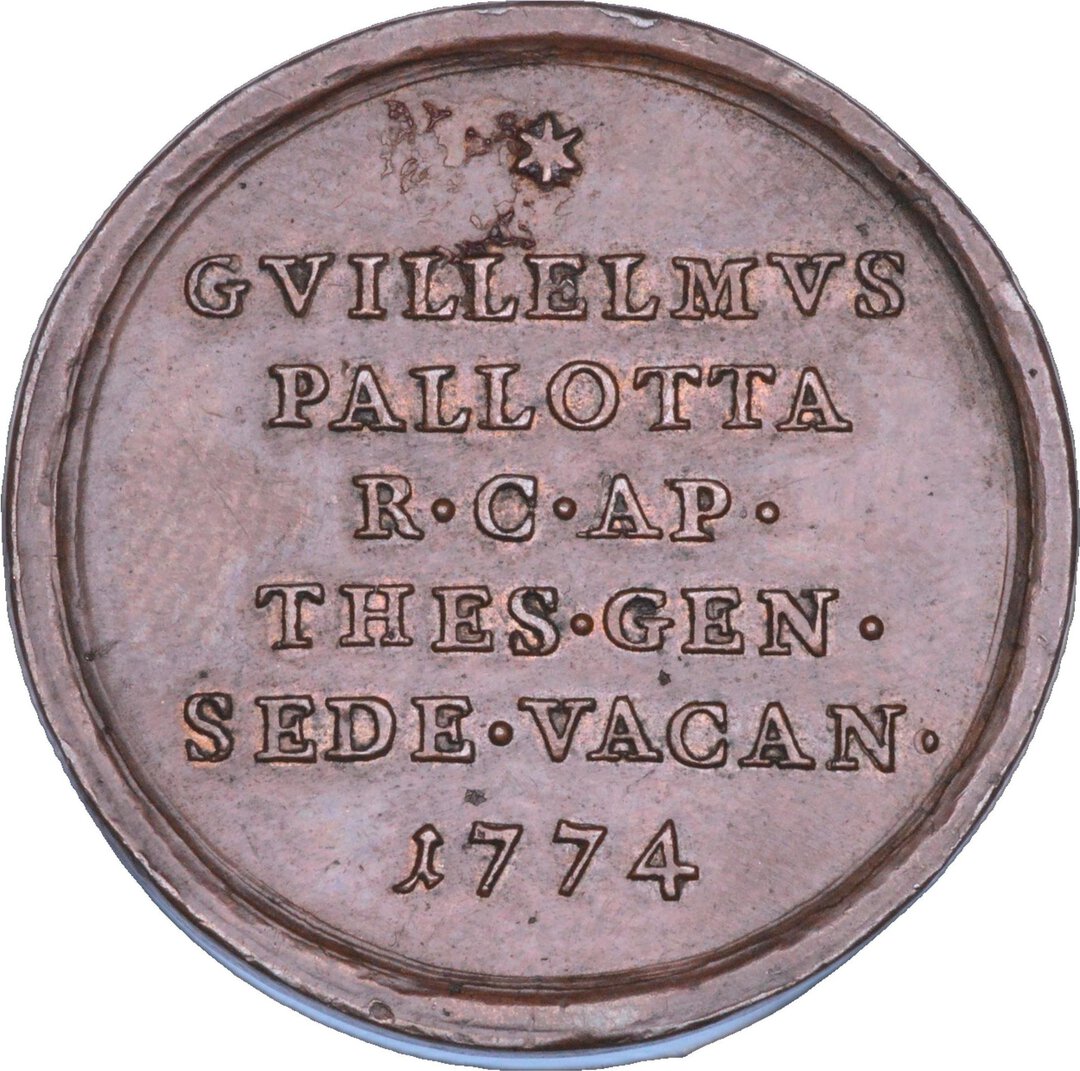 GVILLELMVS
PALLOTTA
R·C·AP·
THES·GEN·
SEDE·VACAN·
1774